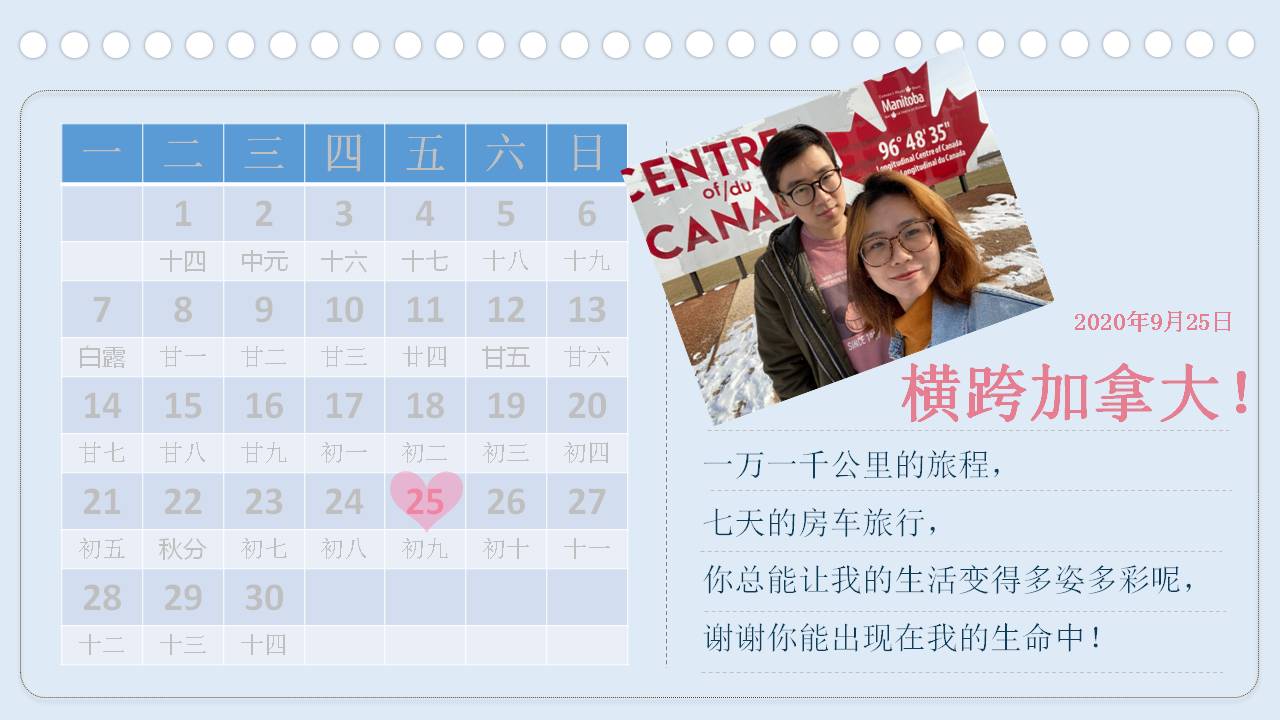 一 二 三 四 五 六 日
1 2 3 4 5 6
十四 中元 十六 十七 十八 十九
7 8 9 10 11 12 13
白露 廿一 廿二 廿三 廿四 廿五 廿六
14 15 16 17 18 19 20
廿七 廿八 廿九 初一 初二 初三 初四
21 22 23 24 25 26 27
初五 秋分 初七 初八 初九 初十 十一
28 29 30
十二 十三 十四
CENTRE
of/du
CANA
Manitoba
96° 48' 35"
Longitudinal Centre of Canada
Longitudinal du Canada
2020年9月25日
横跨加拿大！
一万一千公里的旅程，
七天的房车旅行，
你总能让我的生活变得多姿多彩呢，
谢谢你能出现在我的生命中！